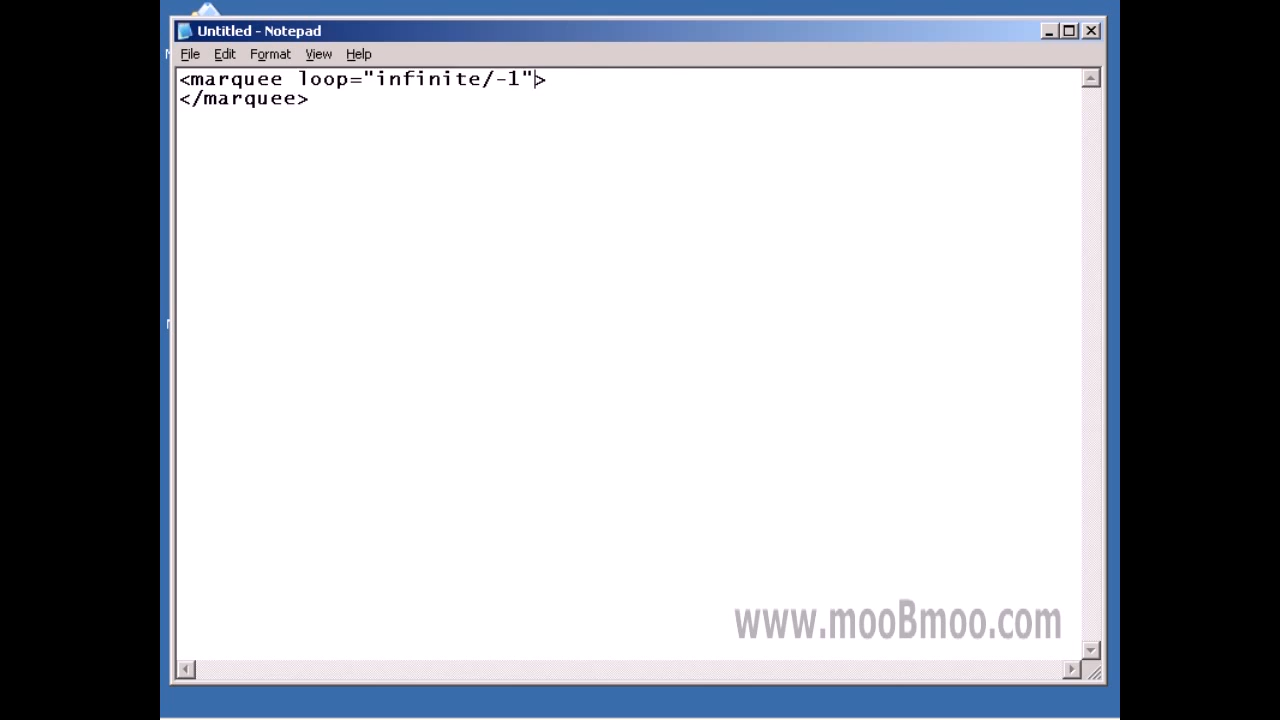 Untitled - Notepad
File Edit Format View Help
<marquee loop="infinite/-1">
</marquee>
www.mooBmoo.com